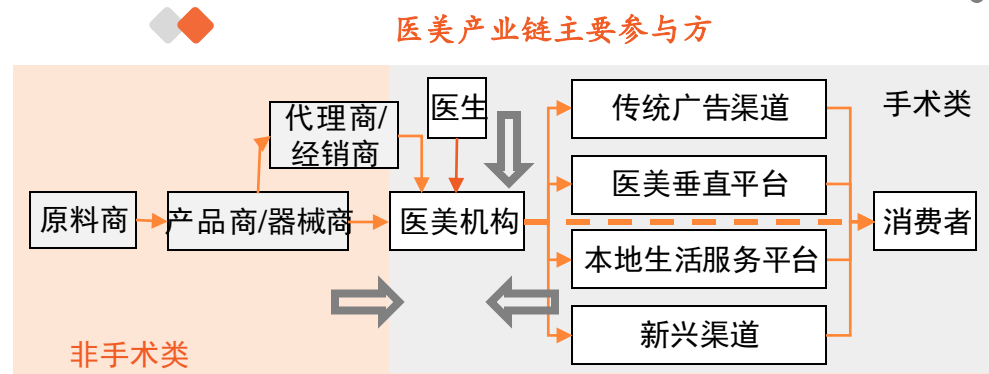 医美产业链主要参与方
手术类
代理商/
经销商
医生
传统广告渠道
医美垂直平台
原料商
产品商/器械商
医美机构
消费者
本地生活服务平台
新兴渠道
非手术类